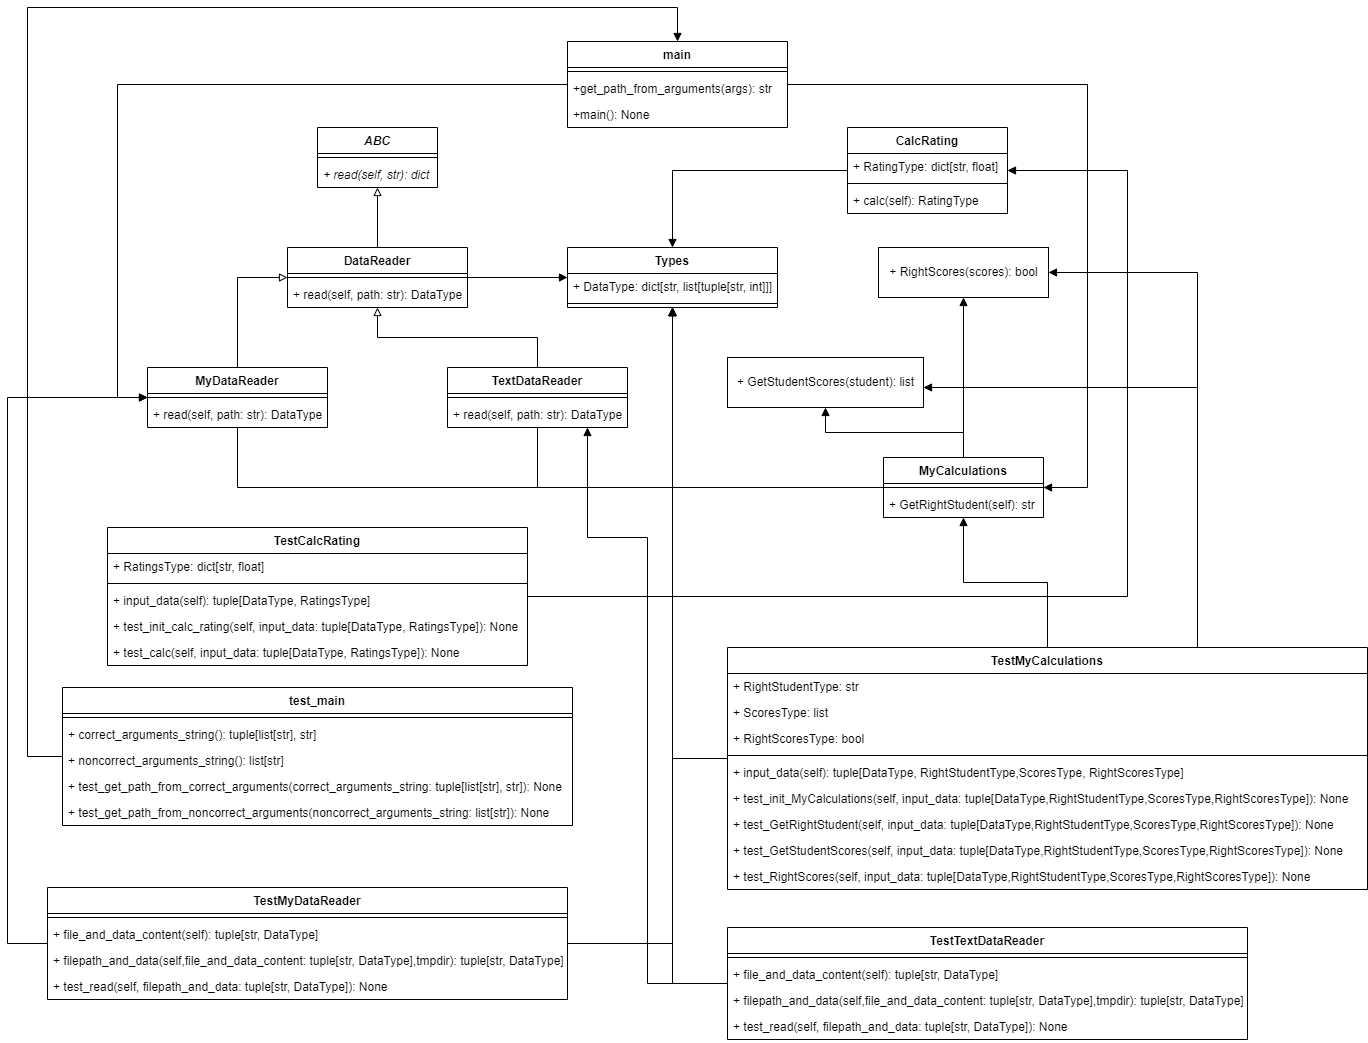 main
+get_path_from_arguments(args): str
+main(): None
ABC
+ read(self, str): dict
CalcRating
+ RatingType: dict[str, float]
+ calc(self): RatingType
DataReader
+ read(self, path: str): DataType
Types
+ DataType: dict[str, list[tuple[str, int]]]
+ RightScores(scores): bool
MyDataReader
+ read(self, path: str): DataType
TextDataReader
+ read(self, path: str): DataType
+ GetStudentScores(student): list
MyCalculations
+ GetRightStudent(self): str
TestCalcRating
+ RatingsType: dict[str, float]
+ input_data(self): tuple[DataType, RatingsType]
+ test_init_calc_rating(self, input_data: tuple[DataType, RatingsType]): None
+ test_calc(self, input_data: tuple[DataType, RatingsType]): None
test_main
+ correct_arguments_string(): tuple[list[str], str]
+ noncorrect_arguments_string(): list[str]
+ test_get_path_from_correct_arguments(correct_arguments_string: tuple[list[str], str]): None
+ test_get_path_from_noncorrect_arguments(noncorrect_arguments_string: list[str]): None
TestMyCalculations
+ RightStudentType: str
+ ScoresType: list
+ RightScoresType: bool
+ input_data(self): tuple[DataType, RightStudentType,ScoresType, RightScoresType]
+ test_init_MyCalculations(self, input_data: tuple[DataType,RightStudentType,ScoresType,RightScoresType]): None
+ test_GetRightStudent(self, input_data: tuple[DataType,RightStudentType,ScoresType,RightScoresType]): None
+ test_GetStudentScores(self, input_data: tuple[DataType,RightStudentType,ScoresType,RightScoresType]): None
+ test_RightScores(self, input_data: tuple[DataType,RightStudentType,ScoresType,RightScoresType]): None
TestMyDataReader
+ file_and_data_content(self): tuple[str, DataType]
+ filepath_and_data(self,file_and_data_content: tuple[str, DataType],tmpdir): tuple[str, DataType]
+ test_read(self, filepath_and_data: tuple[str, DataType]): None
TestTextDataReader
+ file_and_data_content(self): tuple[str, DataType]
+ filepath_and_data(self,file_and_data_content: tuple[str, DataType],tmpdir): tuple[str, DataType]
+ test_read(self, filepath_and_data: tuple[str, DataType]): None